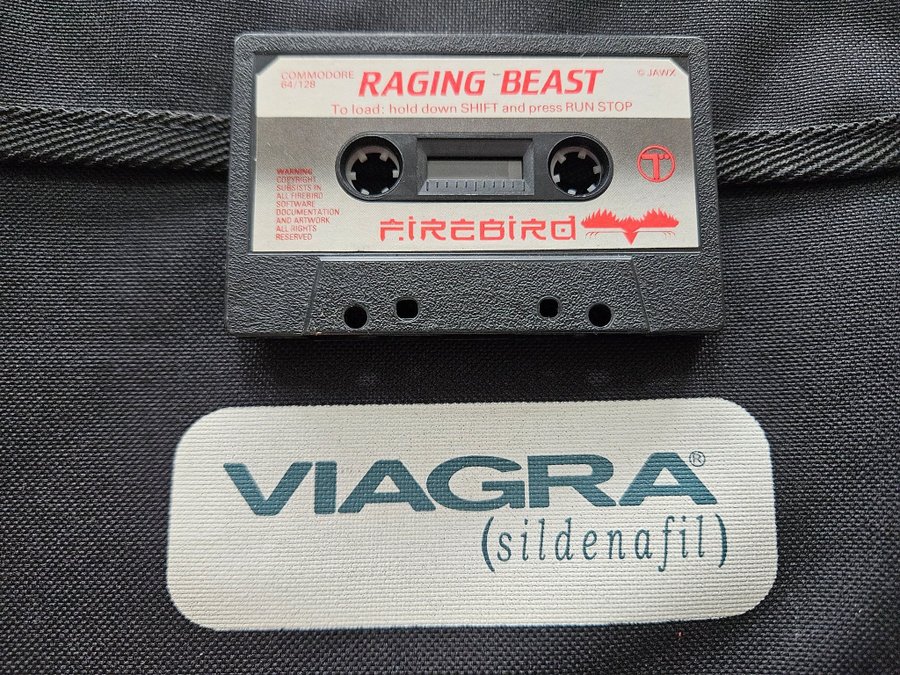 COMMODORE
64/128
RAGING BEAST
© JAWX
To load: hold down SHIFT and press RUN STOP
WARNING
COPYRIGHT
SUBSISTS IN
ALL FIREBIRD
SOFTWARE
DOCUMENTATION
AND ARTWORK
ALL RIGHTS
RESERVED
FIREBIRD
VIAGRA®
(sildenafil)